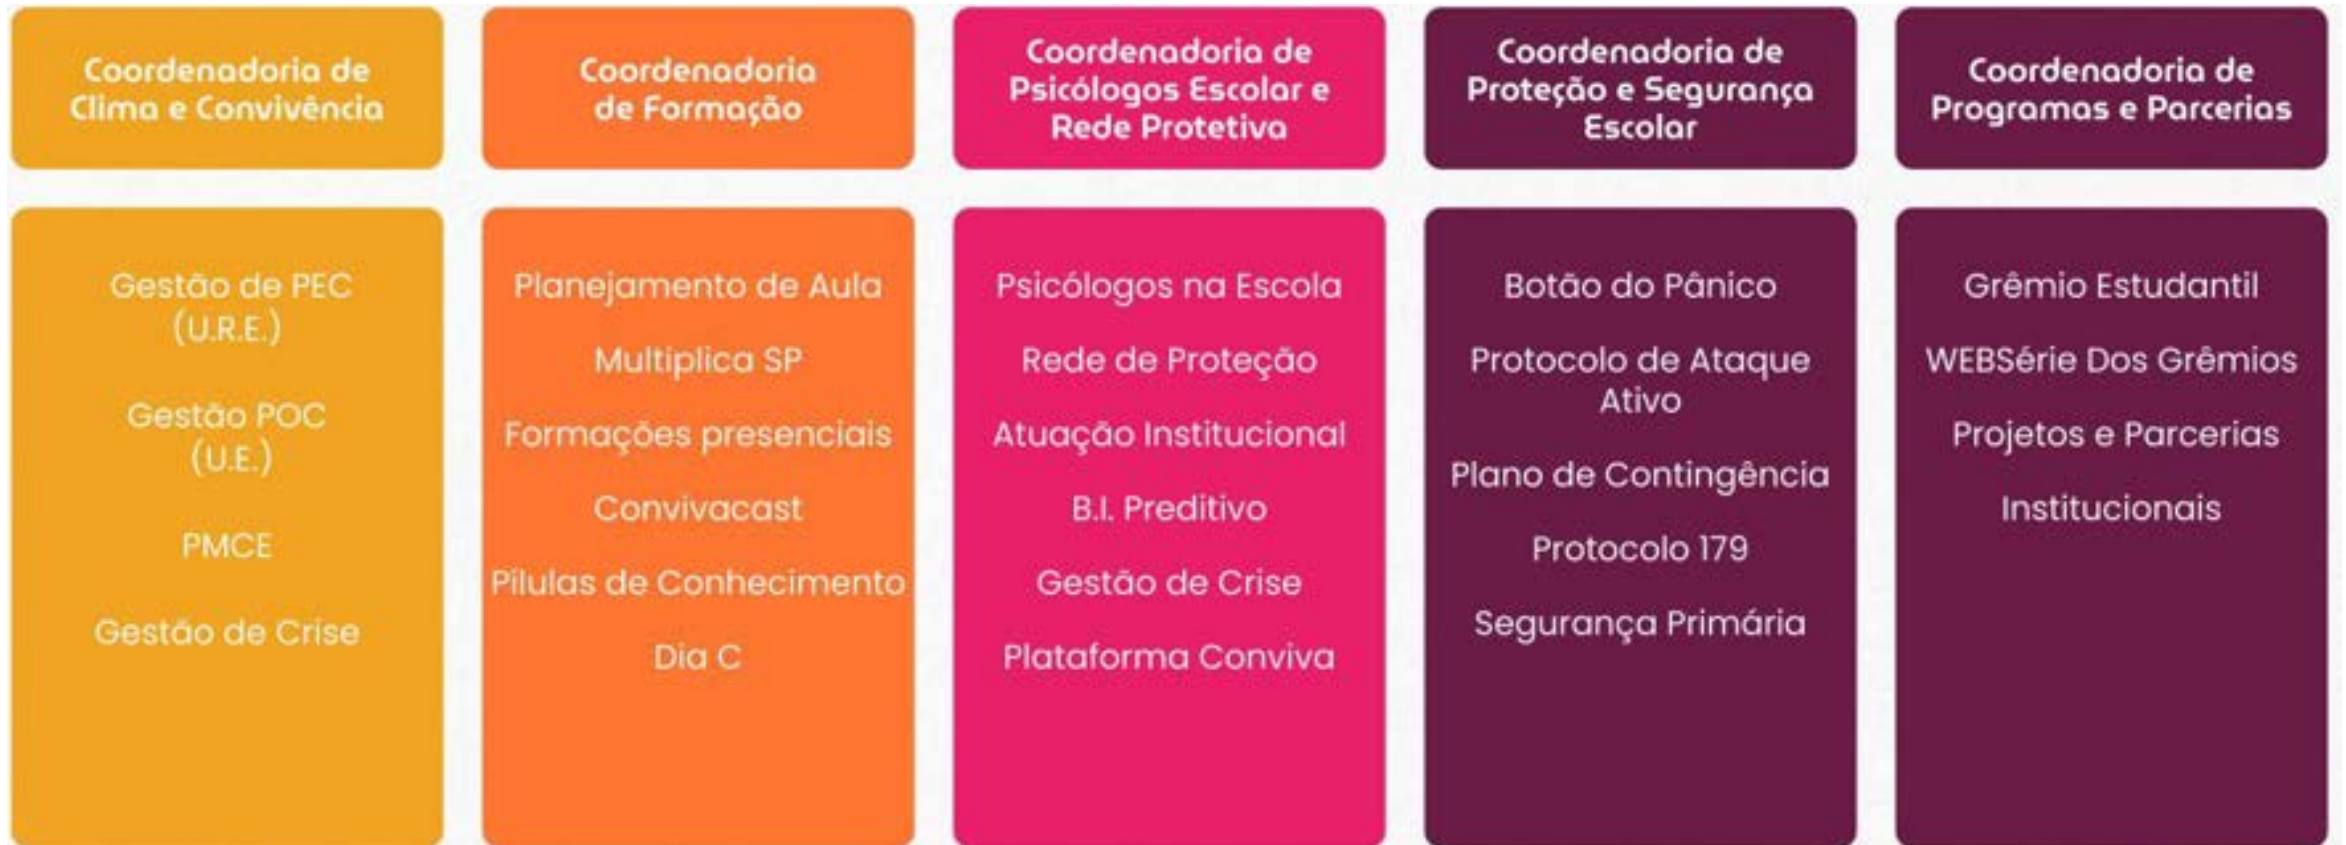 Coordenadoria de
Clima e Convivência
Coordenadoria
de Formação
Coordenadoria de
Psicólogos Escolar e
Rede Protetiva
Coordenadoria de
Proteção e Segurança
Escolar
Coordenadoria de
Programas e Parcerias
Gestão de PEC
(U.R.E.)
Gestão POC
(U.E.)
PMCE
Gestão de Crise
Planejamento de Aula
Multiplica SP
Formações presenciais
Convivacast
Pílulas de Conhecimento
Dia C
Psicólogos na Escola
Rede de Proteção
Atuação Institucional
B.I. Preditivo
Gestão de Crise
Plataforma Conviva
Botão do Pânico
Protocolo de Ataque
Ativo
Plano de Contingência
Protocolo 179
Segurança Primária
Grêmio Estudantil
WEBSérie Dos Grêmios
Projetos e Parcerias
Institucionais